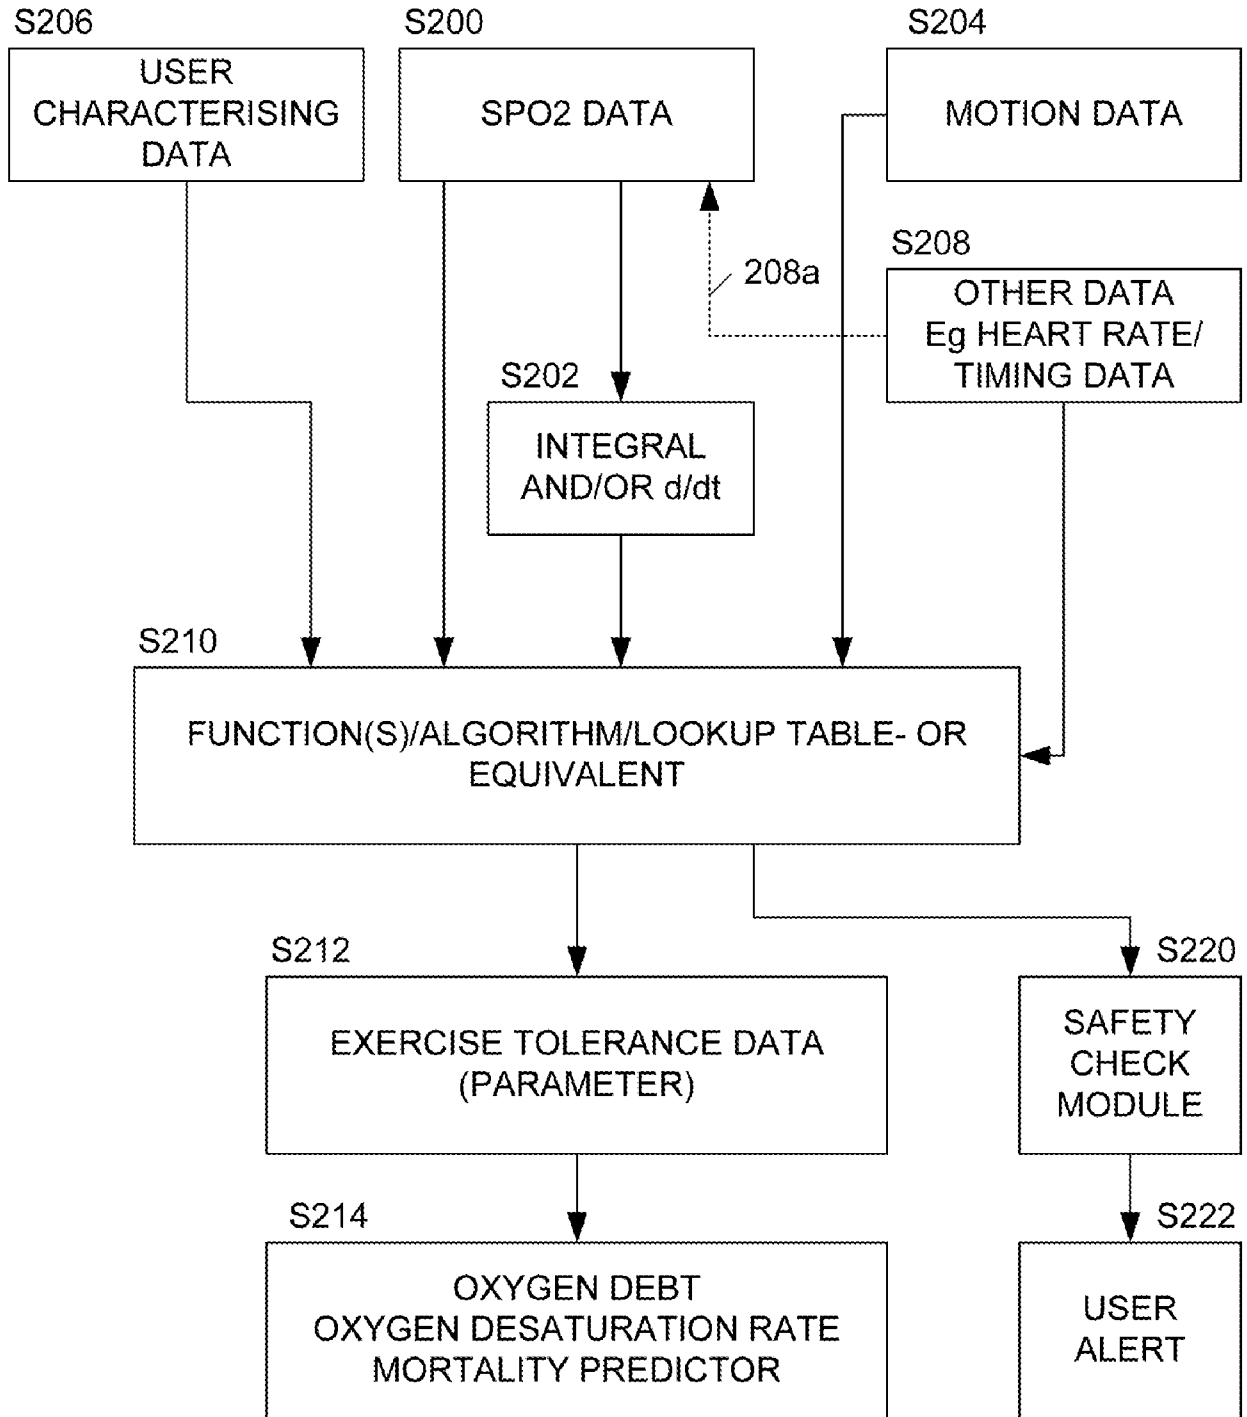 S206
USER
CHARACTERISING
DATA
S200
SPO2 DATA
S204
MOTION DATA
S208
OTHER DATA
Eg HEART RATE/
TIMING DATA
208a
S202
INTEGRAL
AND/OR d/dt
S210
FUNCTION(S)/ALGORITHM/LOOKUP TABLE- OR
EQUIVALENT
S212
EXERCISE TOLERANCE DATA
(PARAMETER)
S220
SAFETY
CHECK
MODULE
S214
OXYGEN DEBT
OXYGEN DESATURATION RATE
MORTALITY PREDICTOR
S222
USER
ALERT